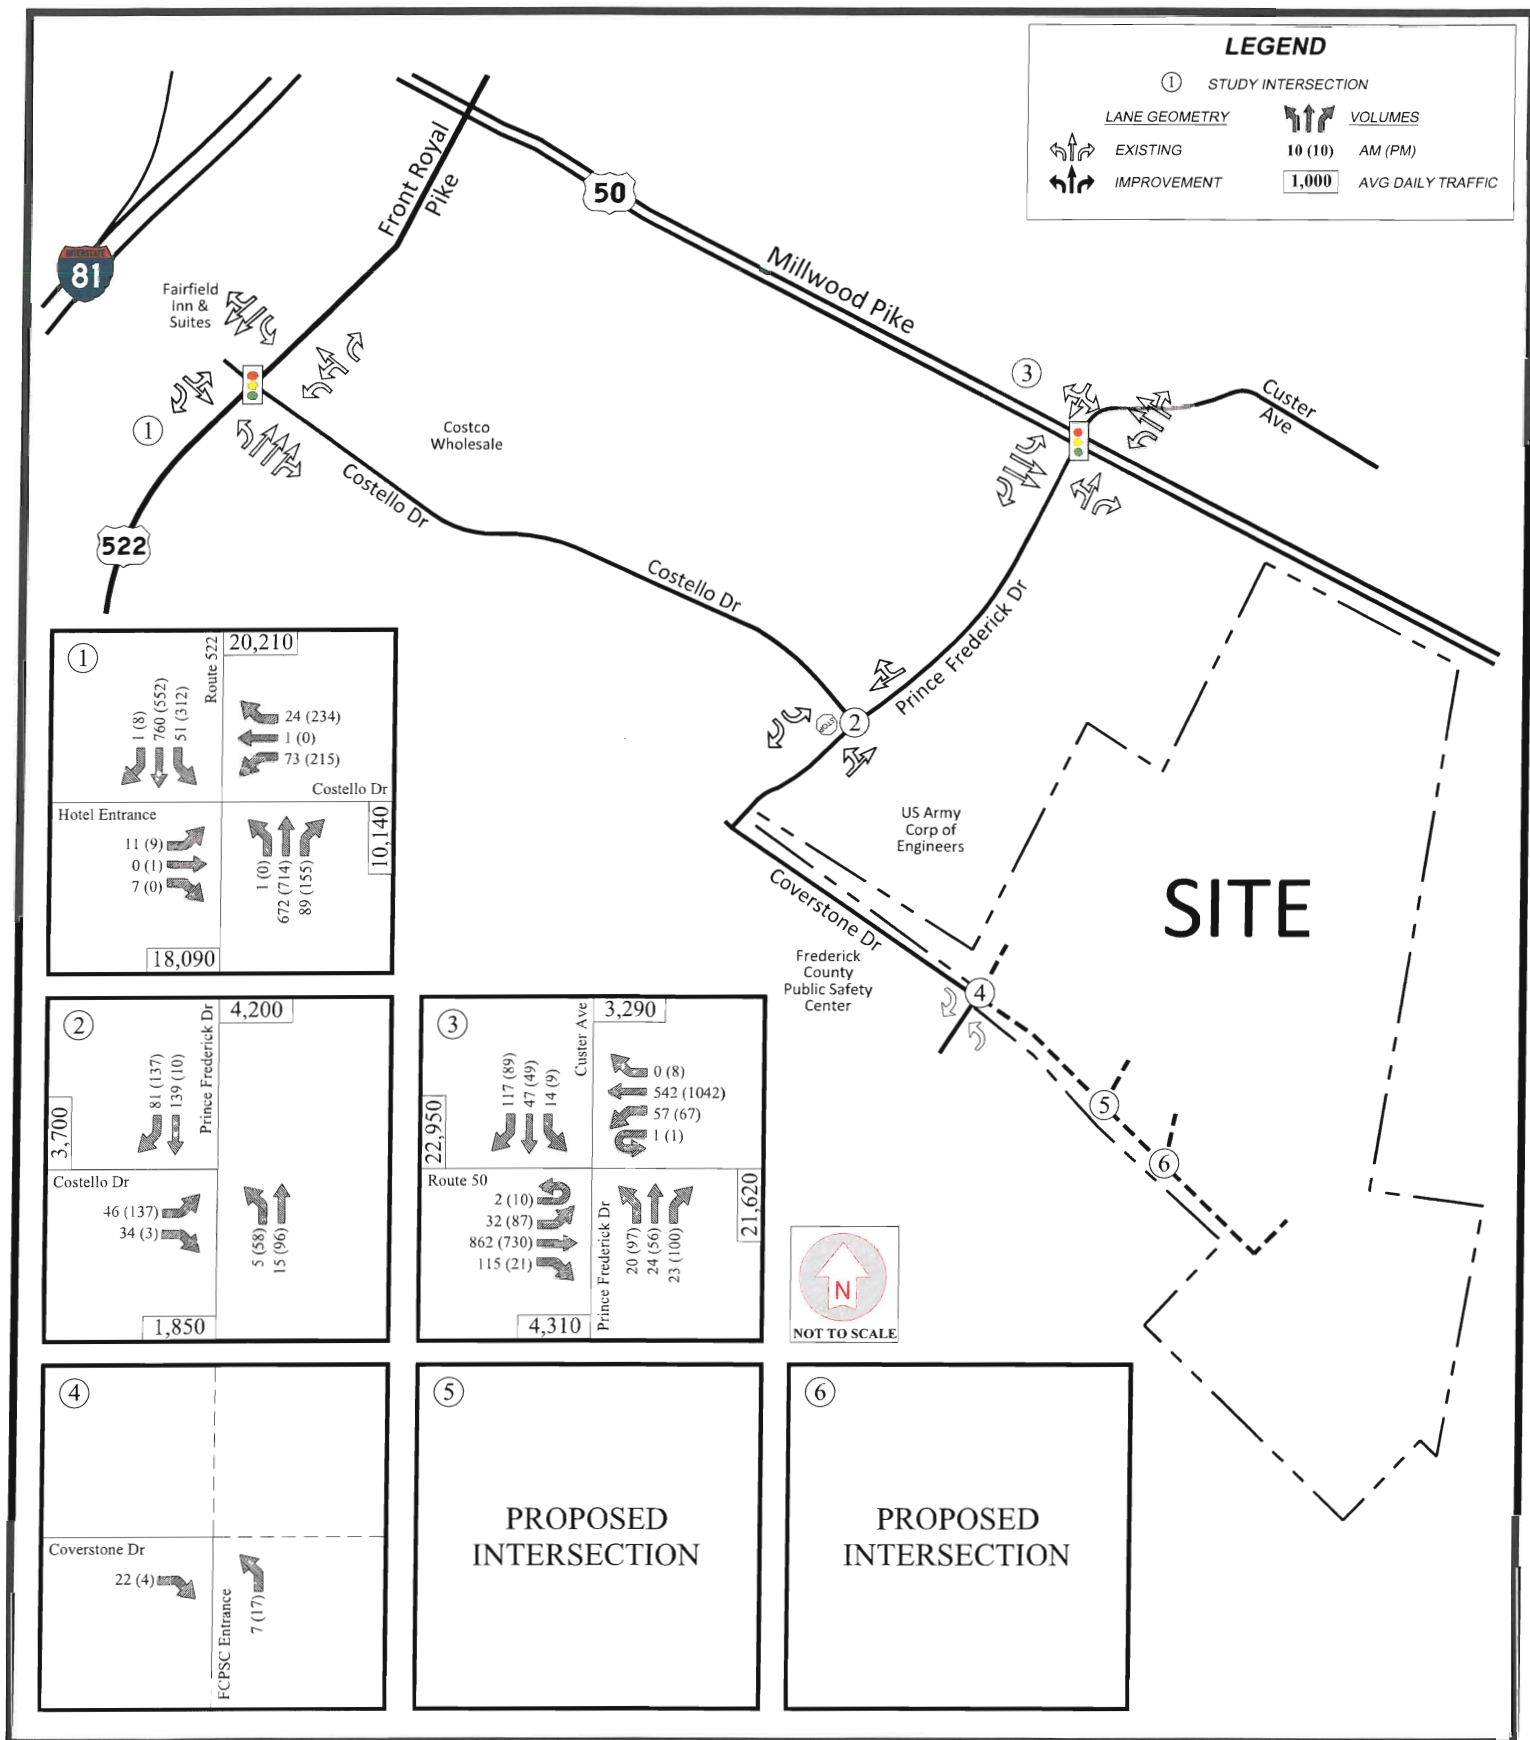 LEGEND
1 STUDY INTERSECTION
LANE GEOMETRY
VOLUMES
EXISTING
10 (10) AM (PM)
IMPROVEMENT
1,000 AVG DAILY TRAFFIC
INTERSTATE
81
Front Royal
Pike
50
Millwood Pike
Fairfield
Inn &
Suites
1
522
Costco
Wholesale
Costello Dr
Costello Dr
3
Custer
Ave
Prince Frederick Dr
STOP
2
US Army
Corp of
Engineers
SITE
Coverstone Dr
Frederick
County
Public Safety
Center
4
5
6
N
NOT TO SCALE
1
Route 522
20,210
1 (8)
760 (552)
51 (312)
24 (234)
1 (0)
73 (215)
Costello Dr
Hotel Entrance
11 (9)
0 (1)
7 (0)
1 (0)
672 (714)
89 (155)
10,140
18,090
2
Prince Frederick Dr
4,200
81 (137)
139 (10)
3,700
Costello Dr
46 (137)
34 (3)
5 (58)
15 (96)
1,850
3
Custer Ave
3,290
117 (89)
47 (49)
14 (9)
0 (8)
542 (1042)
57 (67)
1 (1)
22,950
Route 50
2 (10)
32 (87)
862 (730)
115 (21)
Prince Frederick Dr
20 (97)
24 (56)
23 (100)
21,620
4,310
4
Coverstone Dr
22 (4)
FCPSC Entrance
7 (17)
5
PROPOSED
INTERSECTION
6
PROPOSED
INTERSECTION